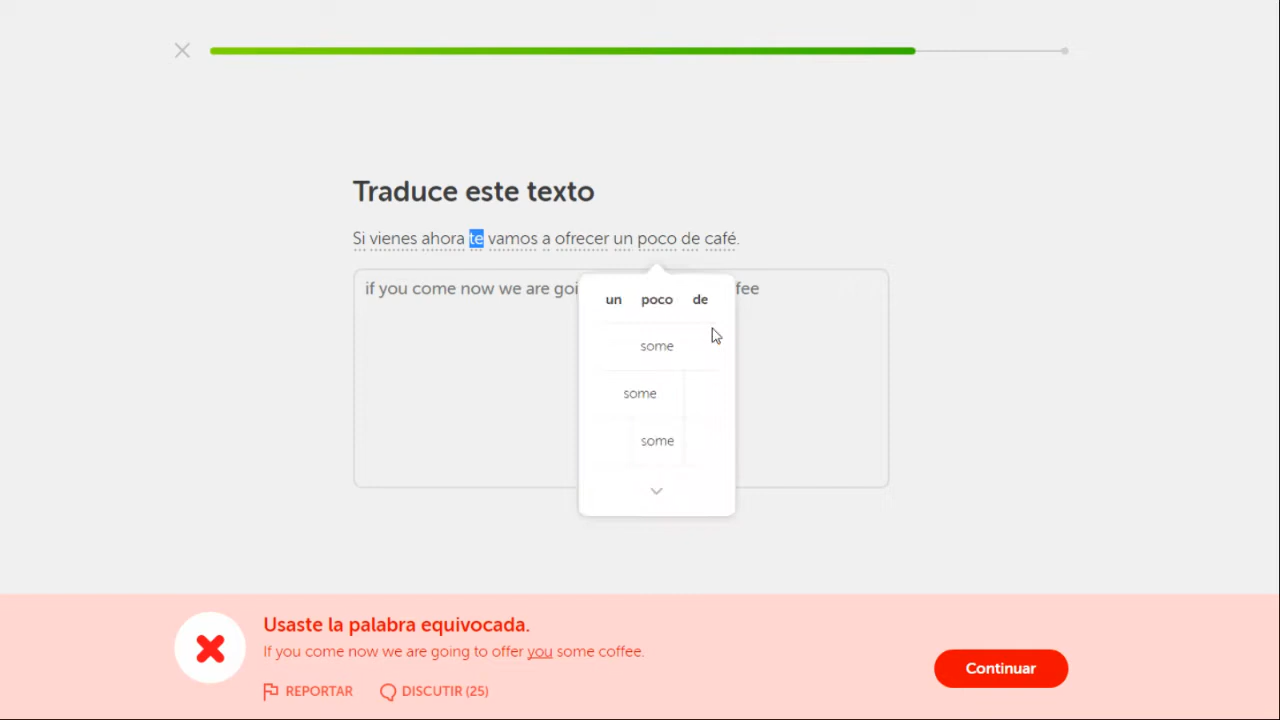 Traduce este texto
Si vienes ahora te vamos a ofrecer un poco de café.
if you come now we are goi fee
un poco de
some
some
some
Usaste la palabra equivocada.
If you come now we are going to offer you some coffee.
REPORTAR DISCUTIR (25)
Continuar